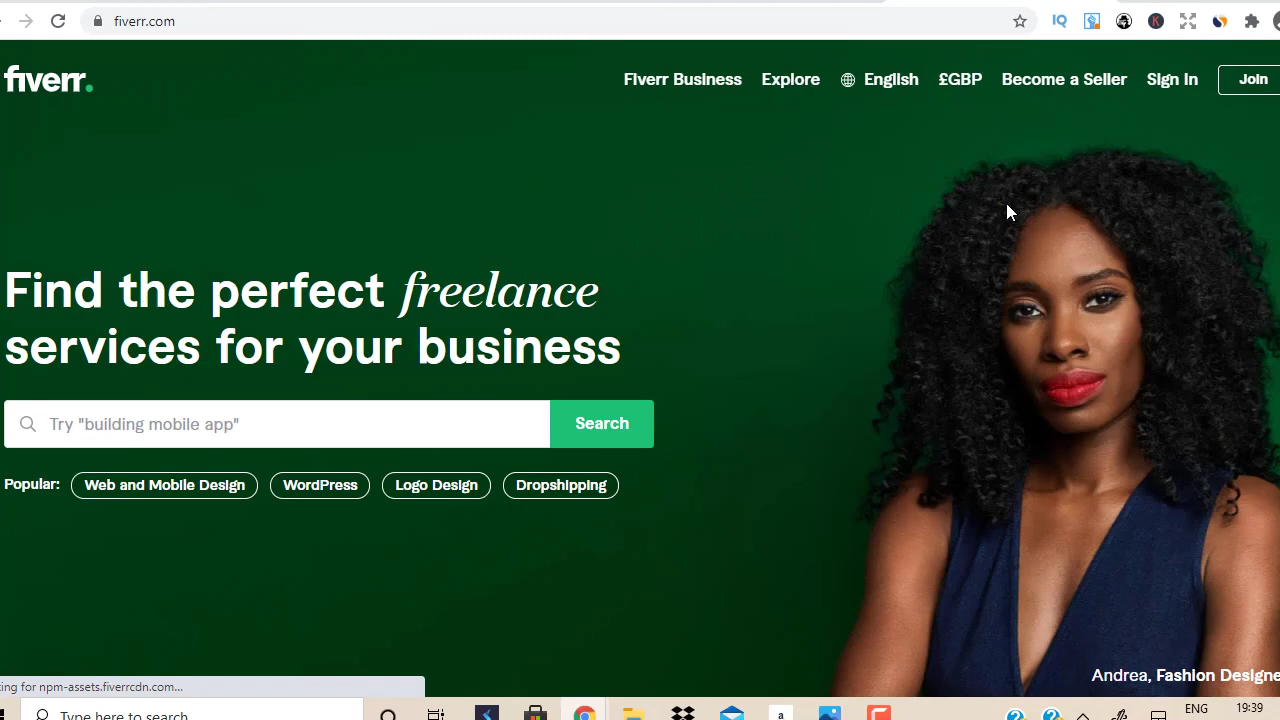 fiverr.com
IQ
K
fiverr.
Fiverr Business
Explore
English
£GBP
Become a Seller
Sign In
Join
Find the perfect freelance
services for your business
Try "building mobile app"
Search
Popular:
Web and Mobile Design
WordPress
Logo Design
Dropshipping
Andrea, Fashion Designe
ing for npm-assets.fiverrcdn.com...
Type here to search
a
ENG
19:39